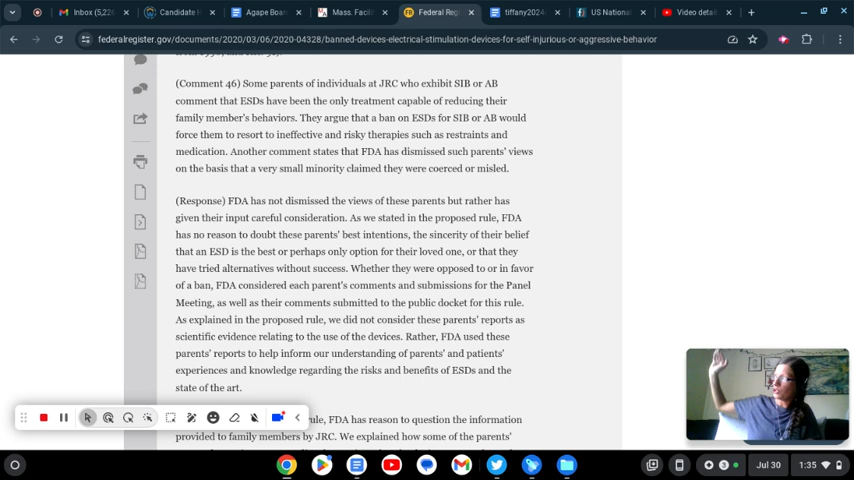 Inbox (5,22
Candidate H
Agape Boar
Mass. Facili
Federal Reg
tiffany2024-
US National
Video detail
federalregister.gov/documents/2020/03/06/2020-04328/banned-devices-electrical-stimulation-devices-for-self-injurious-or-aggressive-behavior
(Comment 46) Some parents of individuals at JRC who exhibit SIB or AB
comment that ESDs have been the only treatment capable of reducing their
family member's behaviors. They argue that a ban on ESDs for SIB or AB would
force them to resort to ineffective and risky therapies such as restraints and
medication. Another comment states that FDA has dismissed such parents' views
on the basis that a very small minority claimed they were coerced or misled.
(Response) FDA has not dismissed the views of these parents but rather has
given their input careful consideration. As we stated in the proposed rule, FDA
has no reason to doubt these parents' best intentions, the sincerity of their belief
that an ESD is the best or perhaps only option for their loved one, or that they
have tried alternatives without success. Whether they were opposed to or in favor
of a ban, FDA considered each parent's comments and submissions for the Panel
Meeting, as well as their comments submitted to the public docket for this rule.
As explained in the proposed rule, we did not consider these parents' reports as
scientific evidence relating to the use of the devices. Rather, FDA used these
parents' reports to help inform our understanding of parents' and patients'
experiences and knowledge regarding the risks and benefits of ESDs and the
state of the art.
rule, FDA has reason to question the information
provided to family members by JRC. We explained how some of the parents'
3
Jul 30
1:35